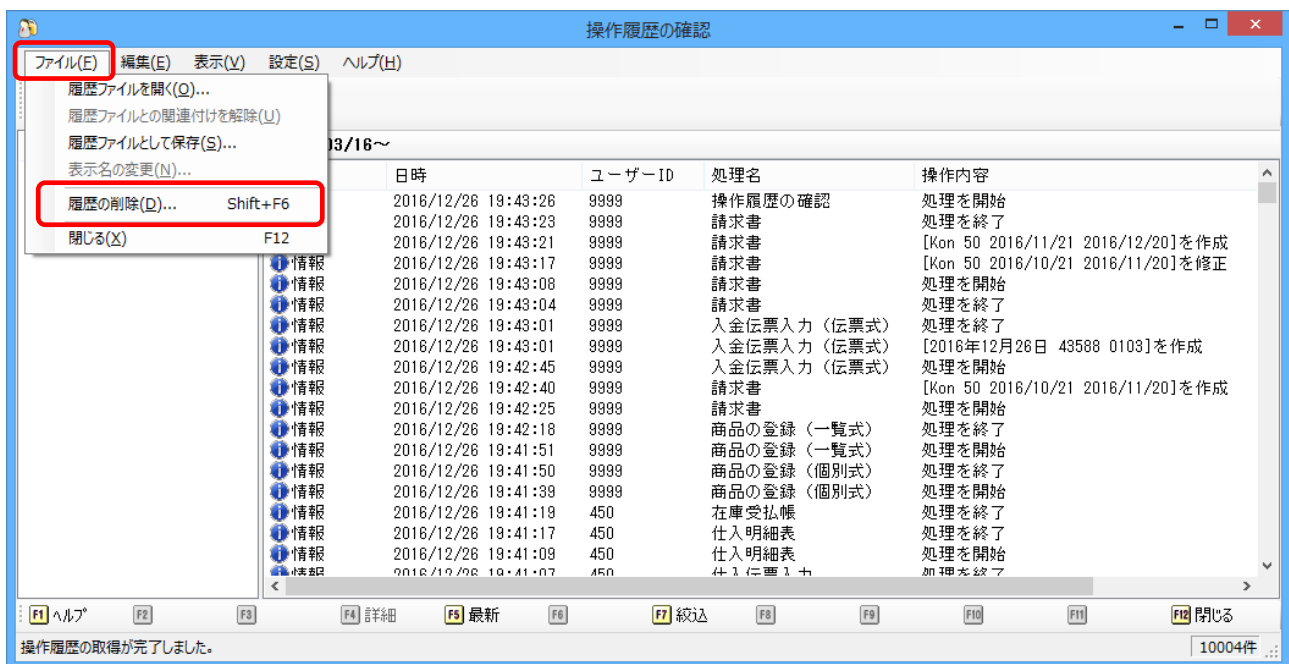 操作履歴の確認
ファイル(F) 編集(E) 表示(V) 設定(S) ヘルプ(H)
履歴ファイルを開く(O)...
履歴ファイルとの関連付けを解除(U)
履歴ファイルとして保存(S)...
表示名の変更(N)...
履歴の削除(D)... Shift+F6
閉じる(X) F12
03/16～
日時 ユーザーID 処理名 操作内容
2016/12/26 19:43:26 9999 操作履歴の確認 処理を開始
2016/12/26 19:43:23 9999 請求書 処理を終了
2016/12/26 19:43:21 9999 請求書 [Kon 50 2016/11/21 2016/12/20]を作成
情報 2016/12/26 19:43:17 9999 請求書 [Kon 50 2016/10/21 2016/11/20]を修正
情報 2016/12/26 19:43:08 9999 請求書 処理を開始
情報 2016/12/26 19:43:04 9999 請求書 処理を終了
情報 2016/12/26 19:43:01 9999 入金伝票入力（伝票式） 処理を終了
情報 2016/12/26 19:43:01 9999 入金伝票入力（伝票式） [2016年12月26日 43588 0103]を作成
情報 2016/12/26 19:42:45 9999 入金伝票入力（伝票式） 処理を開始
情報 2016/12/26 19:42:40 9999 請求書 [Kon 50 2016/10/21 2016/11/20]を作成
情報 2016/12/26 19:42:25 9999 請求書 処理を開始
情報 2016/12/26 19:42:18 9999 商品の登録（一覧式） 処理を終了
情報 2016/12/26 19:41:51 9999 商品の登録（一覧式） 処理を開始
情報 2016/12/26 19:41:50 9999 商品の登録（個別式） 処理を終了
情報 2016/12/26 19:41:39 9999 商品の登録（個別式） 処理を開始
情報 2016/12/26 19:41:19 450 在庫受払帳 処理を終了
情報 2016/12/26 19:41:17 450 仕入明細表 処理を終了
情報 2016/12/26 19:41:09 450 仕入明細表 処理を開始
情報 2016/12/26 19:41:07 450 仕入伝票入力 処理を終了
F1 ヘルプ F2 F3 F4 詳細 F5 最新 F6 F7 絞込 F8 F9 F10 F11 F12 閉じる
操作履歴の取得が完了しました。 10004件